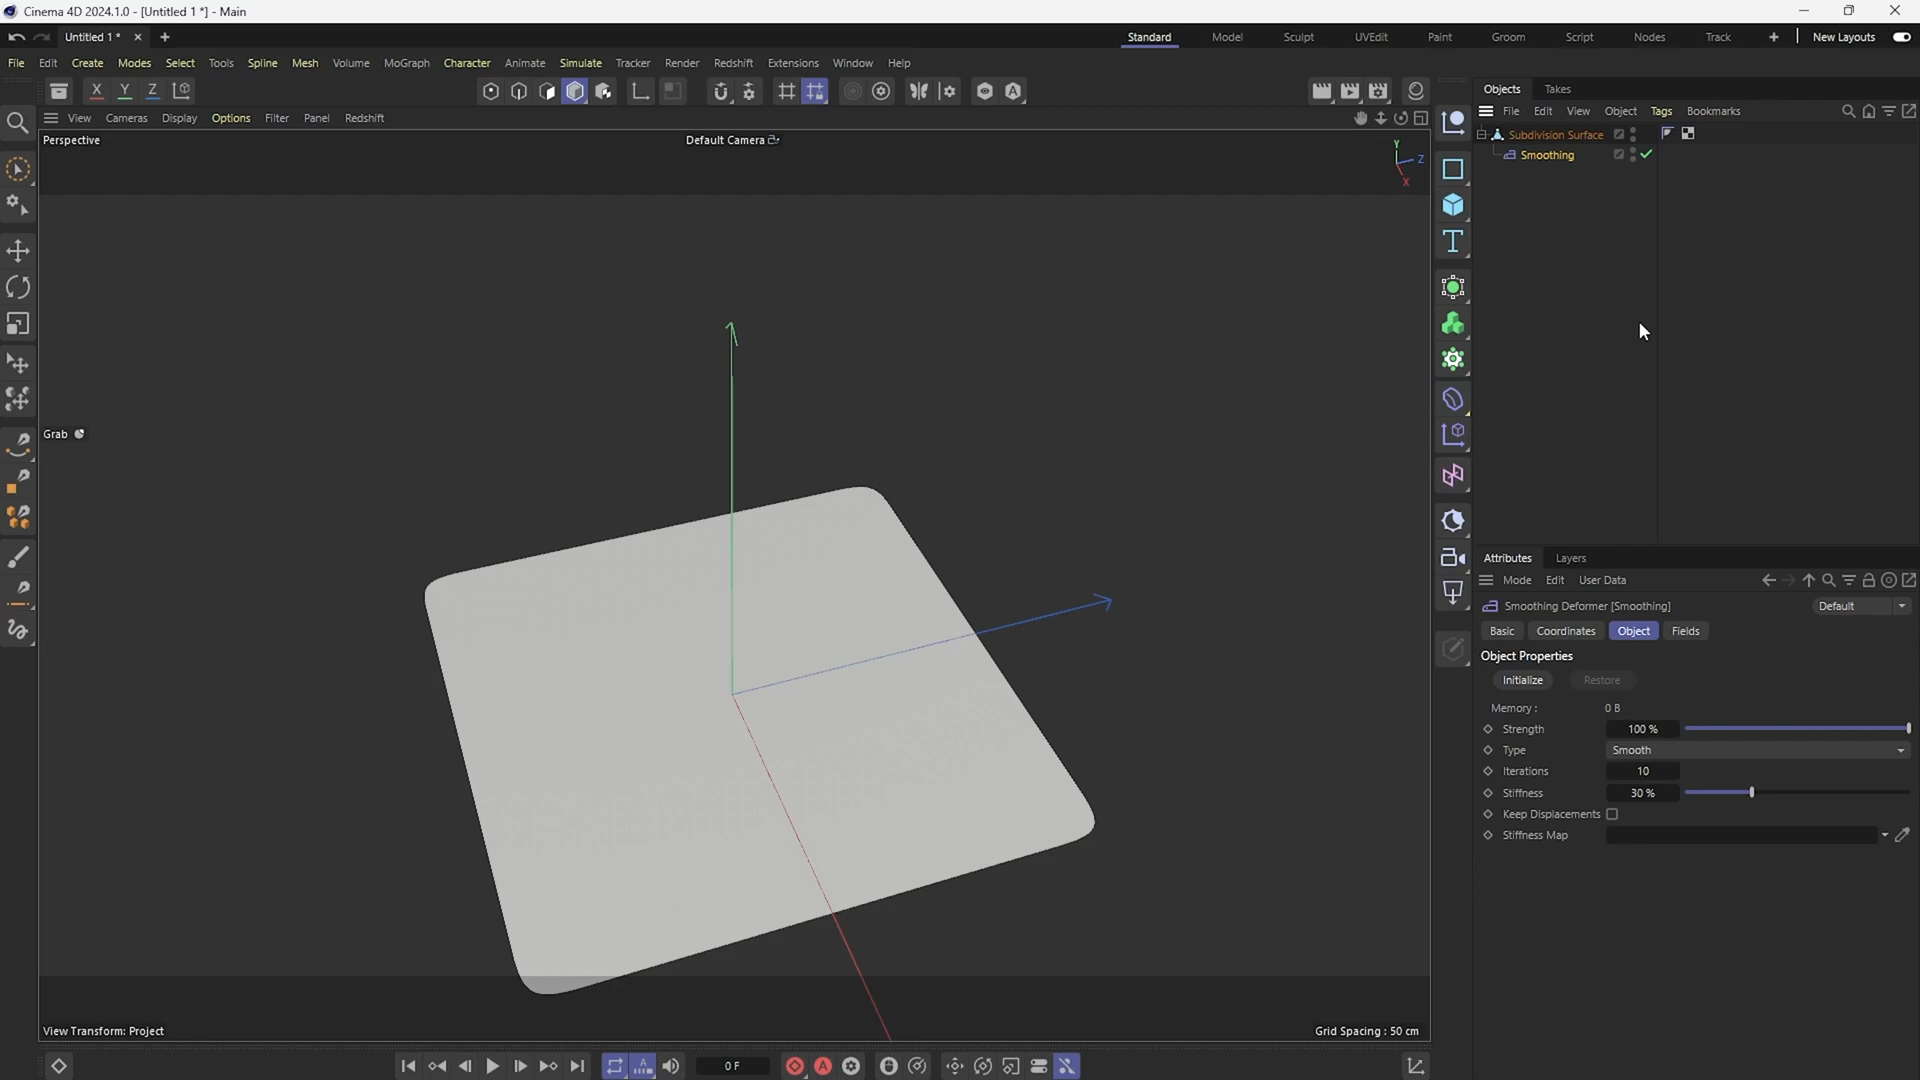 Cinema 4D 2024.1.0 - [Untitled 1 *] - Main
Untitled 1 *
Standard Model Sculpt UVEdit Paint Groom Script Nodes Track New Layouts
File Edit Create Modes Select Tools Spline Mesh Volume MoGraph Character Animate Simulate Tracker Render Redshift Extensions Window Help
X Y Z
Objects Takes
File Edit View Object Tags Bookmarks
View Cameras Display Options Filter Panel Redshift
Perspective
Default Camera
Y
Z
X
Subdivision Surface
Smoothing
Grab
Attributes Layers
Mode Edit User Data
Smoothing Deformer [Smoothing]
Default
Basic Coordinates Object Fields
Object Properties
Initialize Restore
Memory : 0 B
Strength 100 %
Type Smooth
Iterations 10
Stiffness 30 %
Keep Displacements
Stiffness Map
View Transform: Project
Grid Spacing : 50 cm
0 F